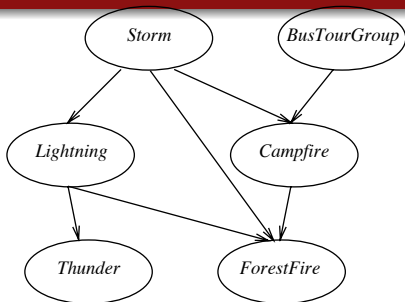 Storm
BusTourGroup
Lightning
Campfire
Thunder
ForestFire